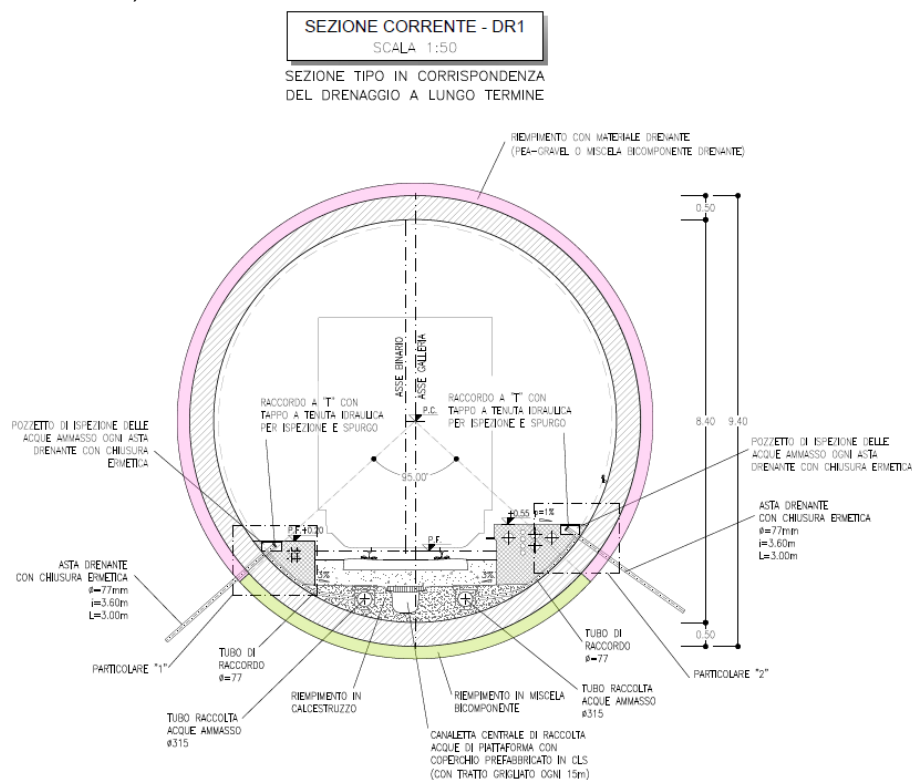 SEZIONE CORRENTE - DR1
SCALA 1:50
SEZIONE TIPO IN CORRISPONDENZA
DEL DRENAGGIO A LUNGO TERMINE
RIEMPIMENTO CON MATERIALE DRENANTE
(PEA-GRAVEL O MISCELA BICOMPONENTE DRENANTE)
0.50
8.40
9.40
0.50
ASSE BINARIO
ASSE GALLERIA
P.C.
95.00
RACCORDO A "T" CON
TAPPO A TENUTA IDRAULICA
PER ISPEZIONE E SPURGO
RACCORDO A "T" CON
TAPPO A TENUTA IDRAULICA
PER ISPEZIONE E SPURGO
POZZETTO DI ISPEZIONE DELLE
ACQUE AMMASSO OGNI ASTA
DRENANTE CON CHIUSURA
ERMETICA
POZZETTO DI ISPEZIONE DELLE
ACQUE AMMASSO OGNI ASTA
DRENANTE CON CHIUSURA ERMETICA
P.F.+0.20
P.F.
+0.55
p=1%
3%
3%
ASTA DRENANTE
CON CHIUSURA ERMETICA
ø=77mm
i=3.60m
L=3.00m
ASTA DRENANTE
CON CHIUSURA ERMETICA
ø=77mm
i=3.60m
L=3.00m
PARTICOLARE "1"
TUBO DI
RACCORDO
ø=77
TUBO RACCOLTA
ACQUE AMMASSO
ø315
RIEMPIMENTO IN
CALCESTRUZZO
RIEMPIMENTO IN MISCELA
BICOMPONENTE
CANALETTA CENTRALE DI RACCOLTA
ACQUE DI PIATTAFORMA CON
COPERCHIO PREFABBRICATO IN CLS
(CON TRATTO GRIGLIATO OGNI 15m)
TUBO RACCOLTA
ACQUE AMMASSO
ø315
TUBO DI
RACCORDO
ø=77
PARTICOLARE "2"